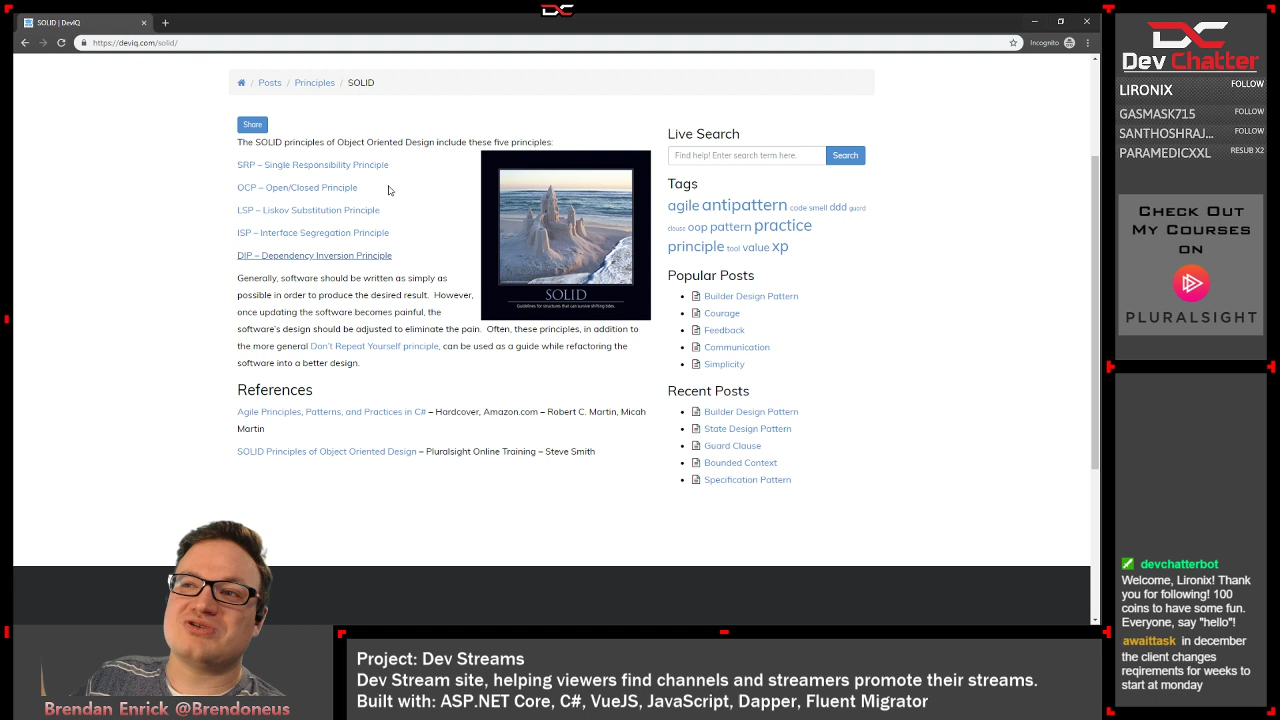 SOLID | DevIQ
https://deviq.com/solid/
Incognito
Posts / Principles / SOLID
Share
The SOLID principles of Object Oriented Design include these five principles:
SRP – Single Responsibility Principle
OCP – Open/Closed Principle
LSP – Liskov Substitution Principle
ISP – Interface Segregation Principle
DIP – Dependency Inversion Principle
Generally, software should be written as simply as
possible in order to produce the desired result. However,
once updating the software becomes painful, the
software's design should be adjusted to eliminate the pain. Often, these principles, in addition to
the more general Don't Repeat Yourself principle, can be used as a guide while refactoring the
software into a better design.
SOLID
Guidelines for structures that can survive shifting tides.
References
Agile Principles, Patterns, and Practices in C# – Hardcover, Amazon.com – Robert C. Martin, Micah
Martin
SOLID Principles of Object Oriented Design – Pluralsight Online Training – Steve Smith
Live Search
Find help! Enter search term here.
Search
Tags
agile antipattern code smell ddd guard
clause oop pattern practice
principle tool value xp
Popular Posts
Builder Design Pattern
Courage
Feedback
Communication
Simplicity
Recent Posts
Builder Design Pattern
State Design Pattern
Guard Clause
Bounded Context
Specification Pattern
DC
DC
Dev Chatter
LIRONIX FOLLOW
GASMASK715 FOLLOW
SANTHOSHRAJ... FOLLOW
PARAMEDICXXL RESUB X2
CHECK OUT
MY COURSES
ON
PLURALSIGHT
devchatterbot
Welcome, Lironix! Thank
you for following! 100
coins to have some fun.
Everyone, say "hello"!
awaittask in december
the client changes
reqirements for weeks to
start at monday
Brendan Enrick @Brendoneus
Project: Dev Streams
Dev Stream site, helping viewers find channels and streamers promote their streams.
Built with: ASP.NET Core, C#, VueJS, JavaScript, Dapper, Fluent Migrator